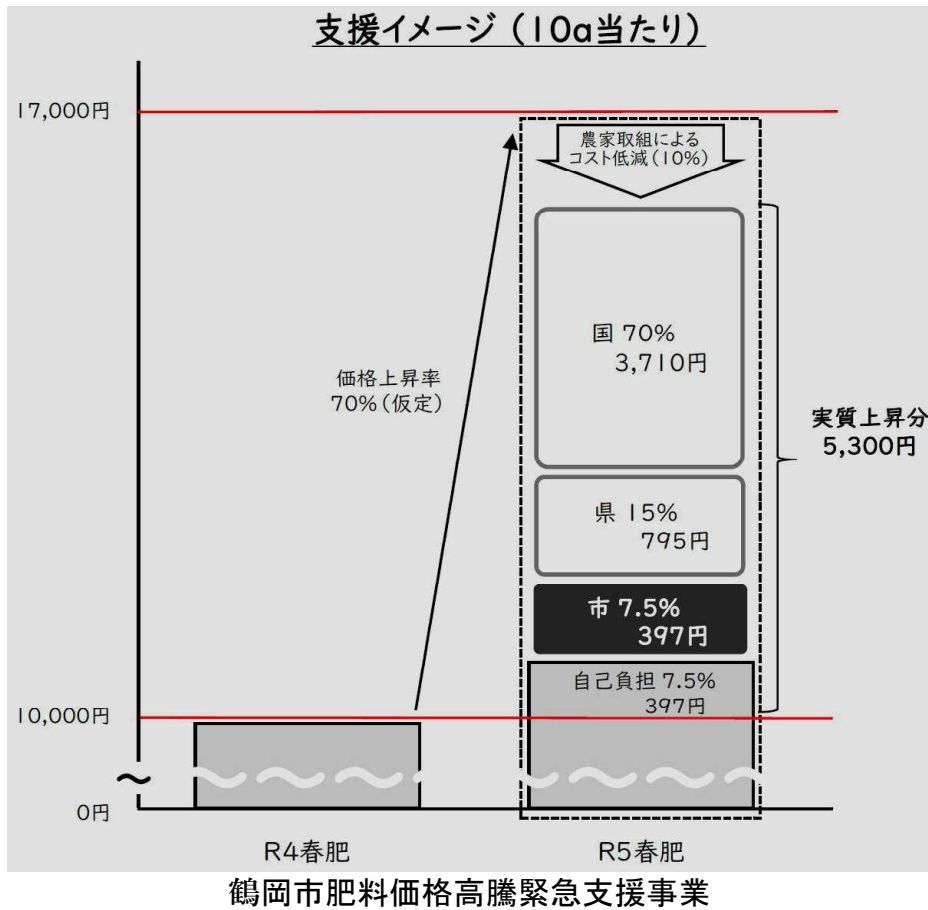 支援イメージ（10a当たり）
17,000円
農家取組による
コスト低減（10%）
国 70%
3,710円
価格上昇率
70%（仮定）
実質上昇分
5,300円
県 15%
795円
市 7.5%
397円
自己負担 7.5%
397円
10,000円
0円
R4春肥
R5春肥
鶴岡市肥料価格高騰緊急支援事業